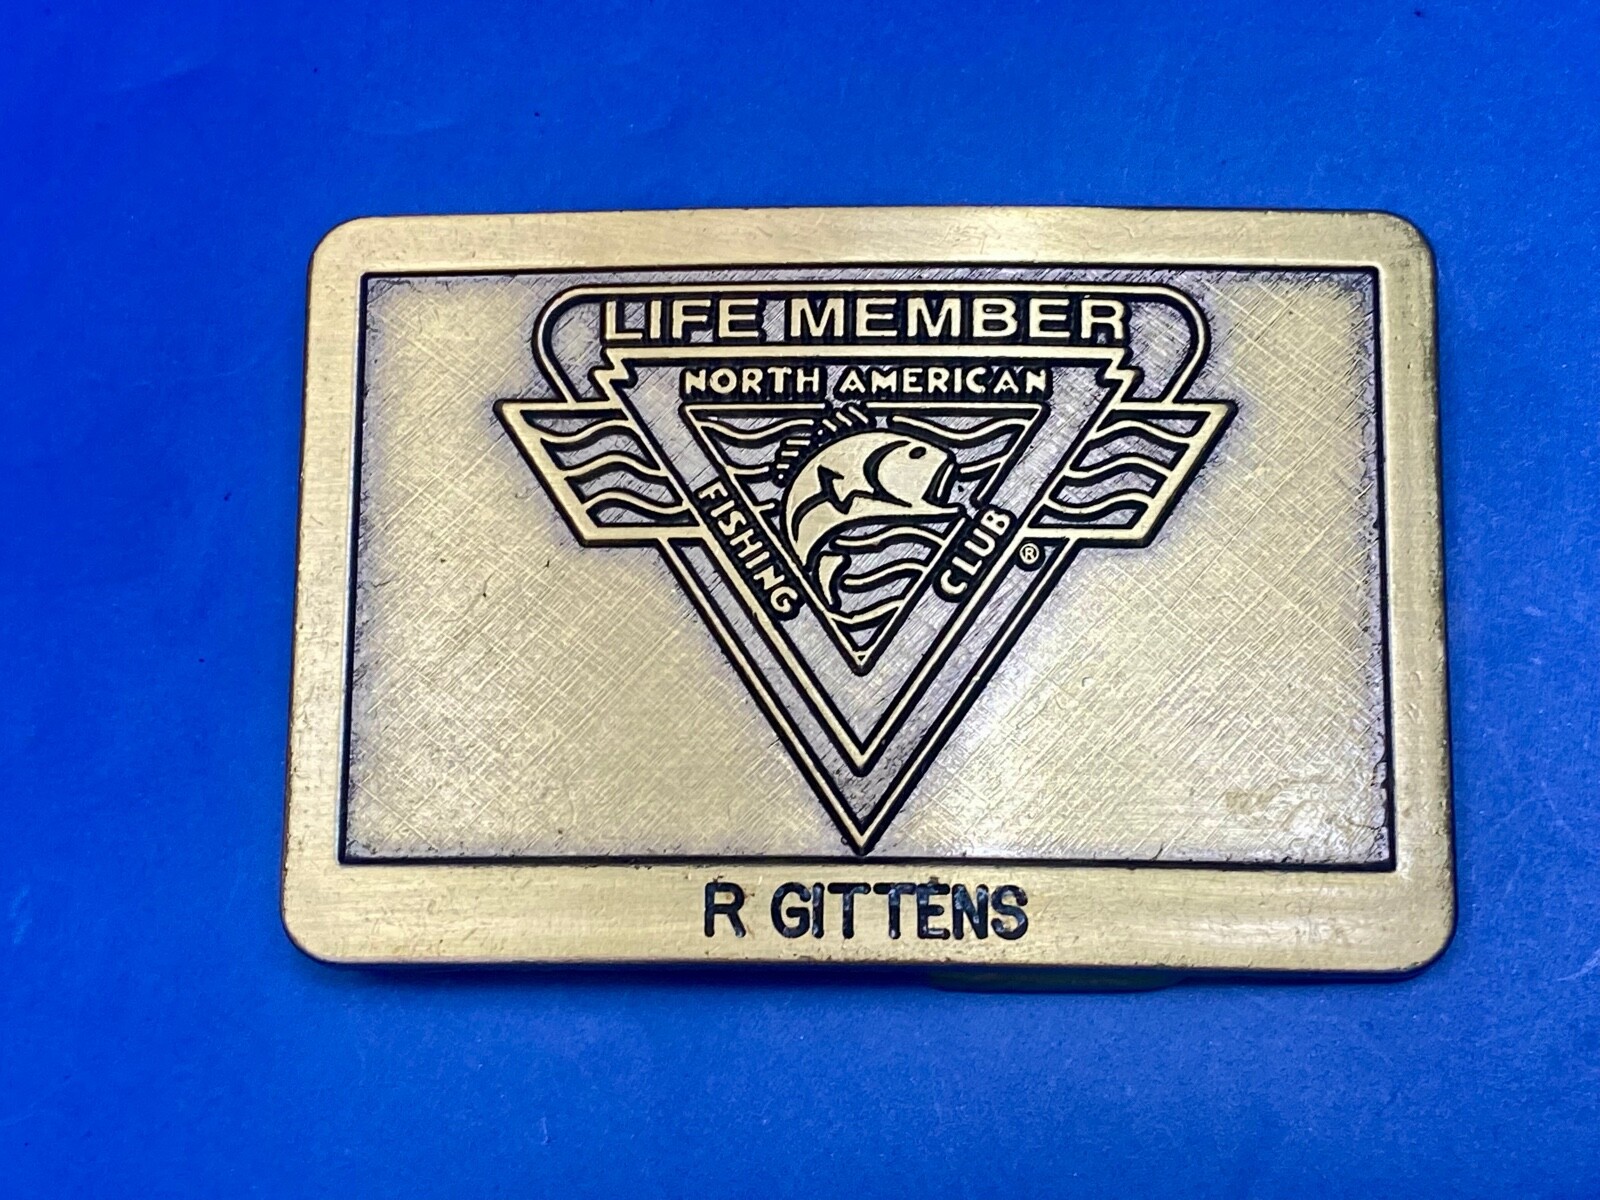 LIFE MEMBER
NORTH AMERICAN
FISHING
CLUB
®
R GITTENS